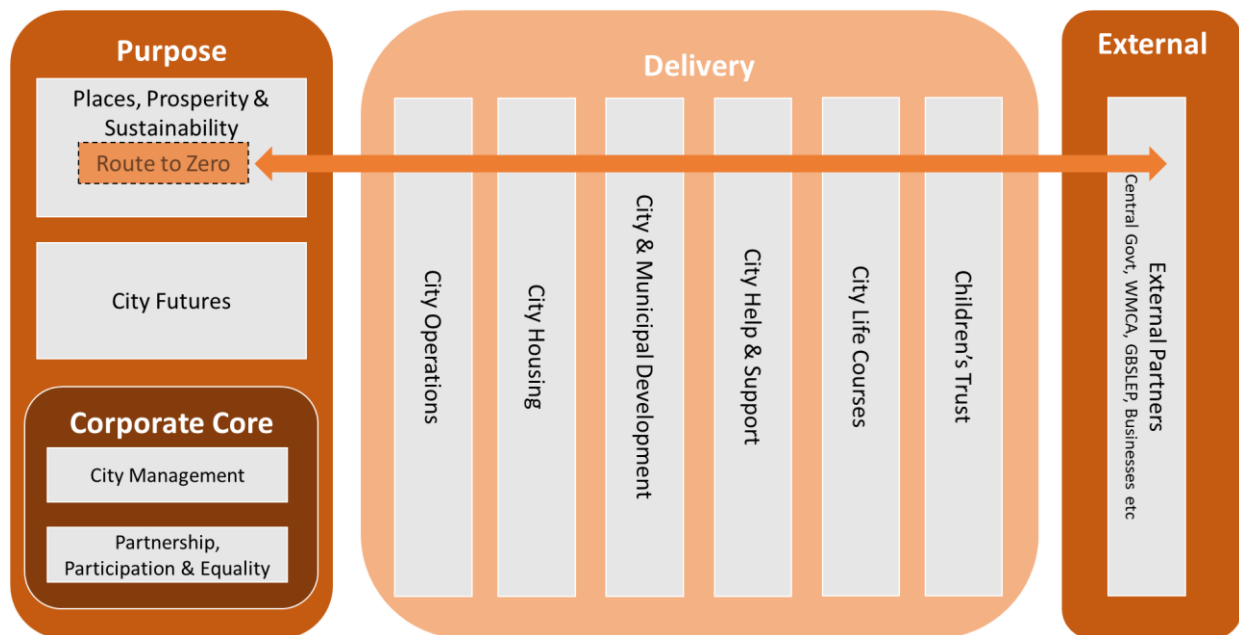 Purpose
Places, Prosperity &
Sustainability
Route to Zero
City Futures
Corporate Core
City Management
Partnership,
Participation & Equality
Delivery
City Operations
City Housing
City & Municipal Development
City Help & Support
City Life Courses
Children's Trust
External
External Partners
Central Govt, WMCA, GBSLEP, Businesses etc